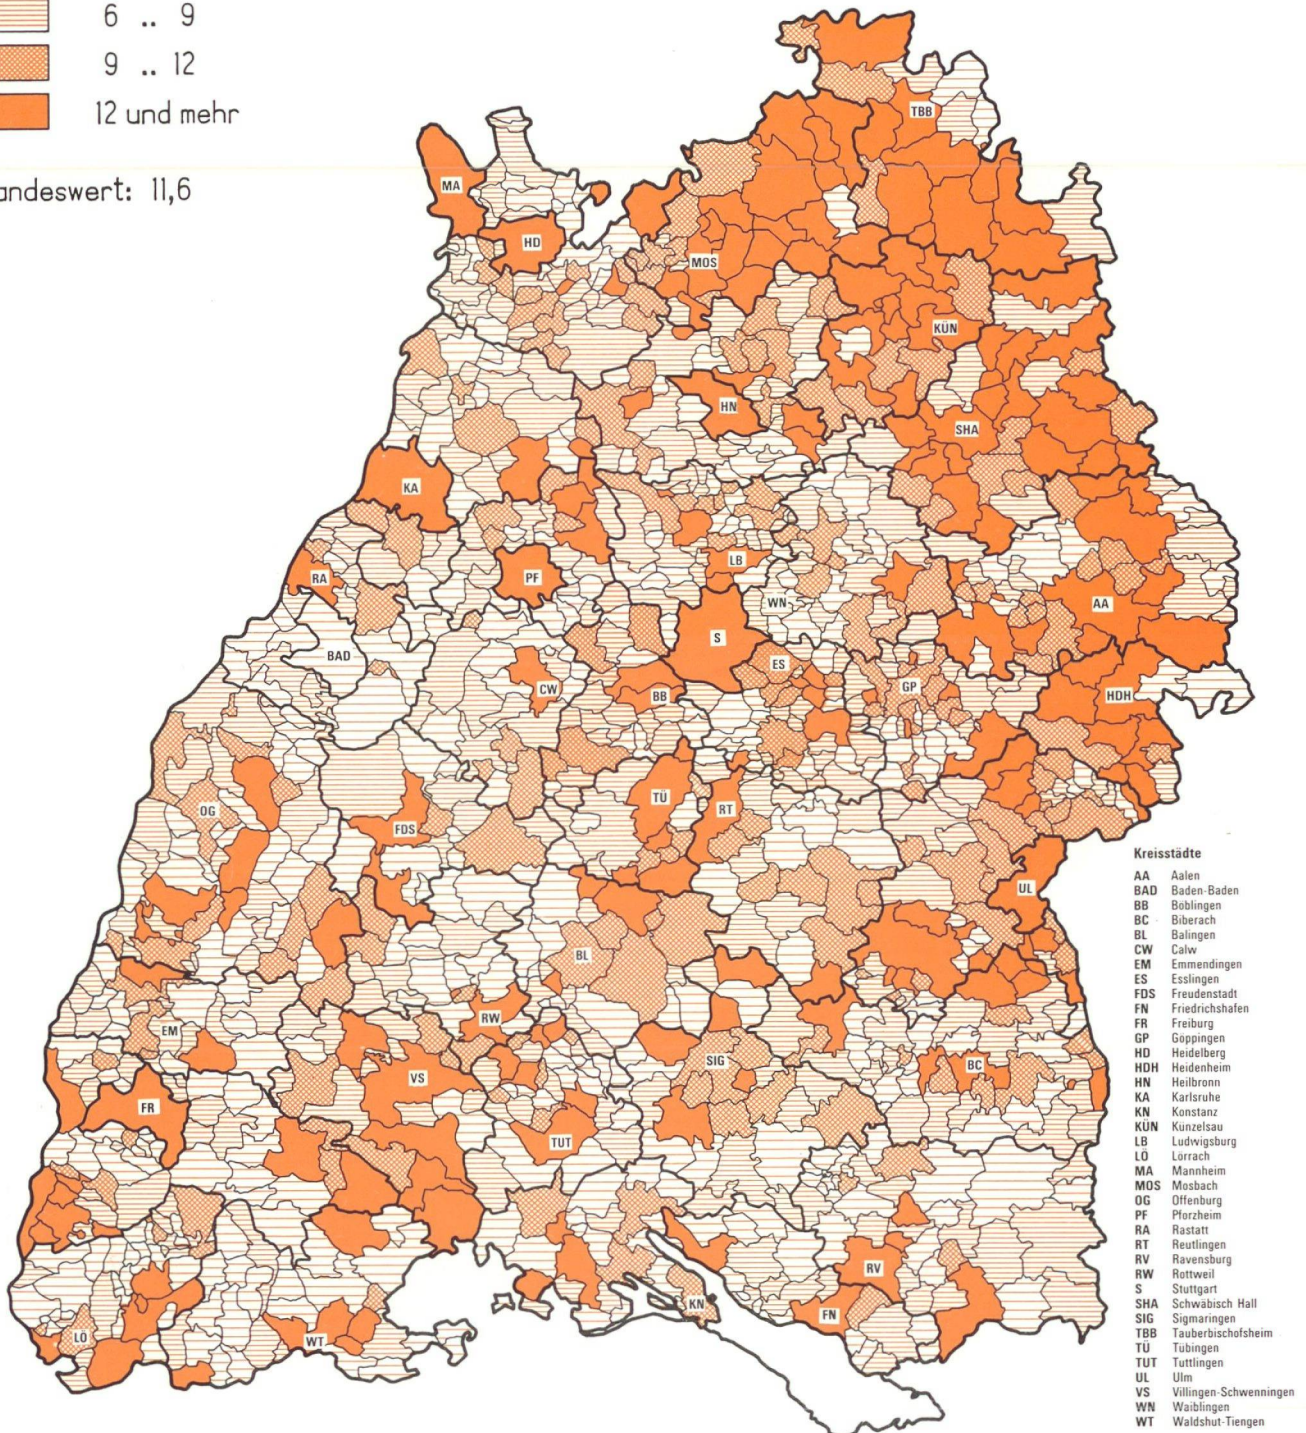 6 .. 9
9 .. 12
12 und mehr
andeswert: 11,6
TBB
MA
HD
MOS
KÜN
HN
SHA
KA
LB
PF
RA
WN
AA
S
BAD
ES
CW
BB
GP
HDH
TÜ
RT
OG
FDS
UL
BL
RW
EM
SIG
BC
VS
FR
TUT
RV
KN
FN
LÖ
WT
Kreisstädte
AA Aalen
BAD Baden-Baden
BB Böblingen
BC Biberach
BL Balingen
CW Calw
EM Emmendingen
ES Esslingen
FDS Freudenstadt
FN Friedrichshafen
FR Freiburg
GP Göppingen
HD Heidelberg
HDH Heidenheim
HN Heilbronn
KA Karlsruhe
KN Konstanz
KÜN Künzelsau
LB Ludwigsburg
LÖ Lörrach
MA Mannheim
MOS Mosbach
OG Offenburg
PF Pforzheim
RA Rastatt
RT Reutlingen
RV Ravensburg
RW Rottweil
S Stuttgart
SHA Schwäbisch Hall
SIG Sigmaringen
TBB Tauberbischofsheim
TÜ Tübingen
TUT Tuttlingen
UL Ulm
VS Villingen-Schwenningen
WN Waiblingen
WT Waldshut-Tiengen